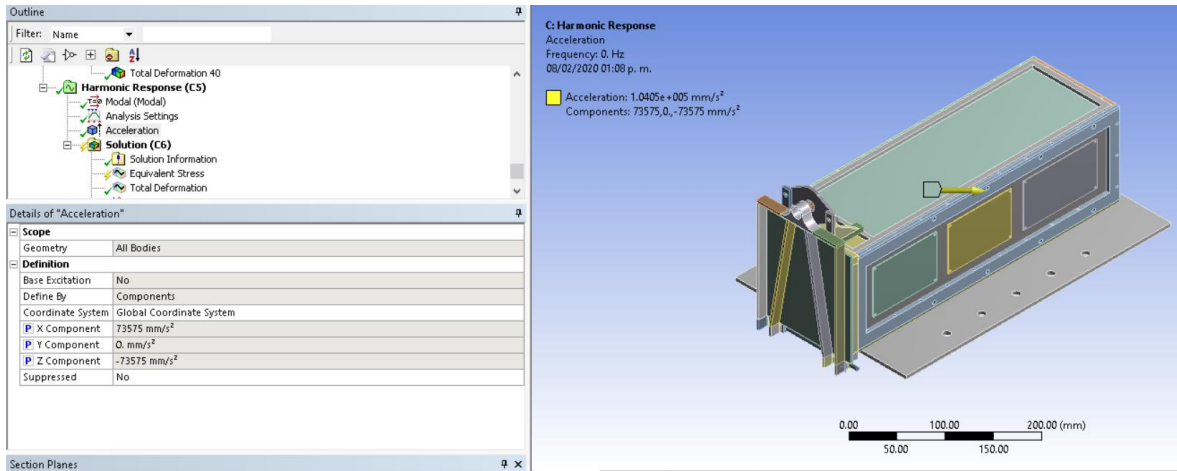 Outline
Filter: Name
Total Deformation 40
Harmonic Response (C5)
Modal (Modal)
Analysis Settings
Acceleration
Solution (C6)
Solution Information
Equivalent Stress
Total Deformation
Details of "Acceleration"
Scope
Geometry All Bodies
Definition
Base Excitation No
Define By Components
Coordinate System Global Coordinate System
P X Component 73575 mm/s²
P Y Component 0. mm/s²
P Z Component -73575 mm/s²
Suppressed No
Section Planes
C: Harmonic Response
Acceleration
Frequency: 0. Hz
08/02/2020 01:08 p. m.
Acceleration: 1.0405e+005 mm/s²
Components: 73575,0.,-73575 mm/s²
0.00 100.00 200.00 (mm)
50.00 150.00